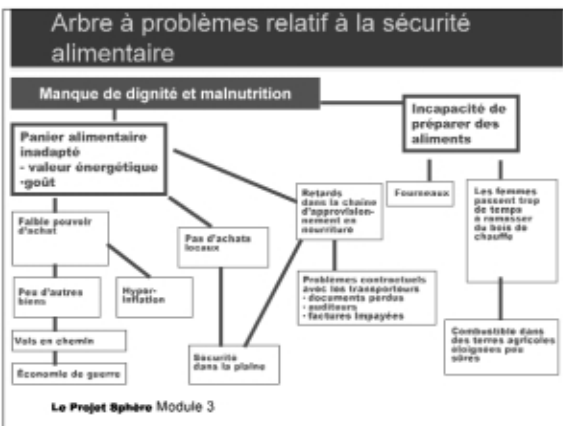 Arbre à problèmes relatif à la sécurité
alimentaire
Manque de dignité et malnutrition
Incapacité de
préparer des
aliments
Panier alimentaire
inadapté
- valeur énergétique
-goût
Retards
dans la chaîne
d'approvision-
nement en
nourriture
Fourneaux
Les femmes
passent trop
de temps
à ramasser
du bois de
chauffe
Faible pouvoir
d'achat
Pas d'achats
locaux
Peu d'autres
biens
Hyper-
inflation
Problèmes contractuels
avec les transporteurs
- documents perdus
- auditeurs
- factures impayées
Vols en chemin
Sécurité
dans la plaine
Combustible dans
des terres agricoles
éloignées peu
sûres
Économie de guerre
Le Projet Sphère Module 3